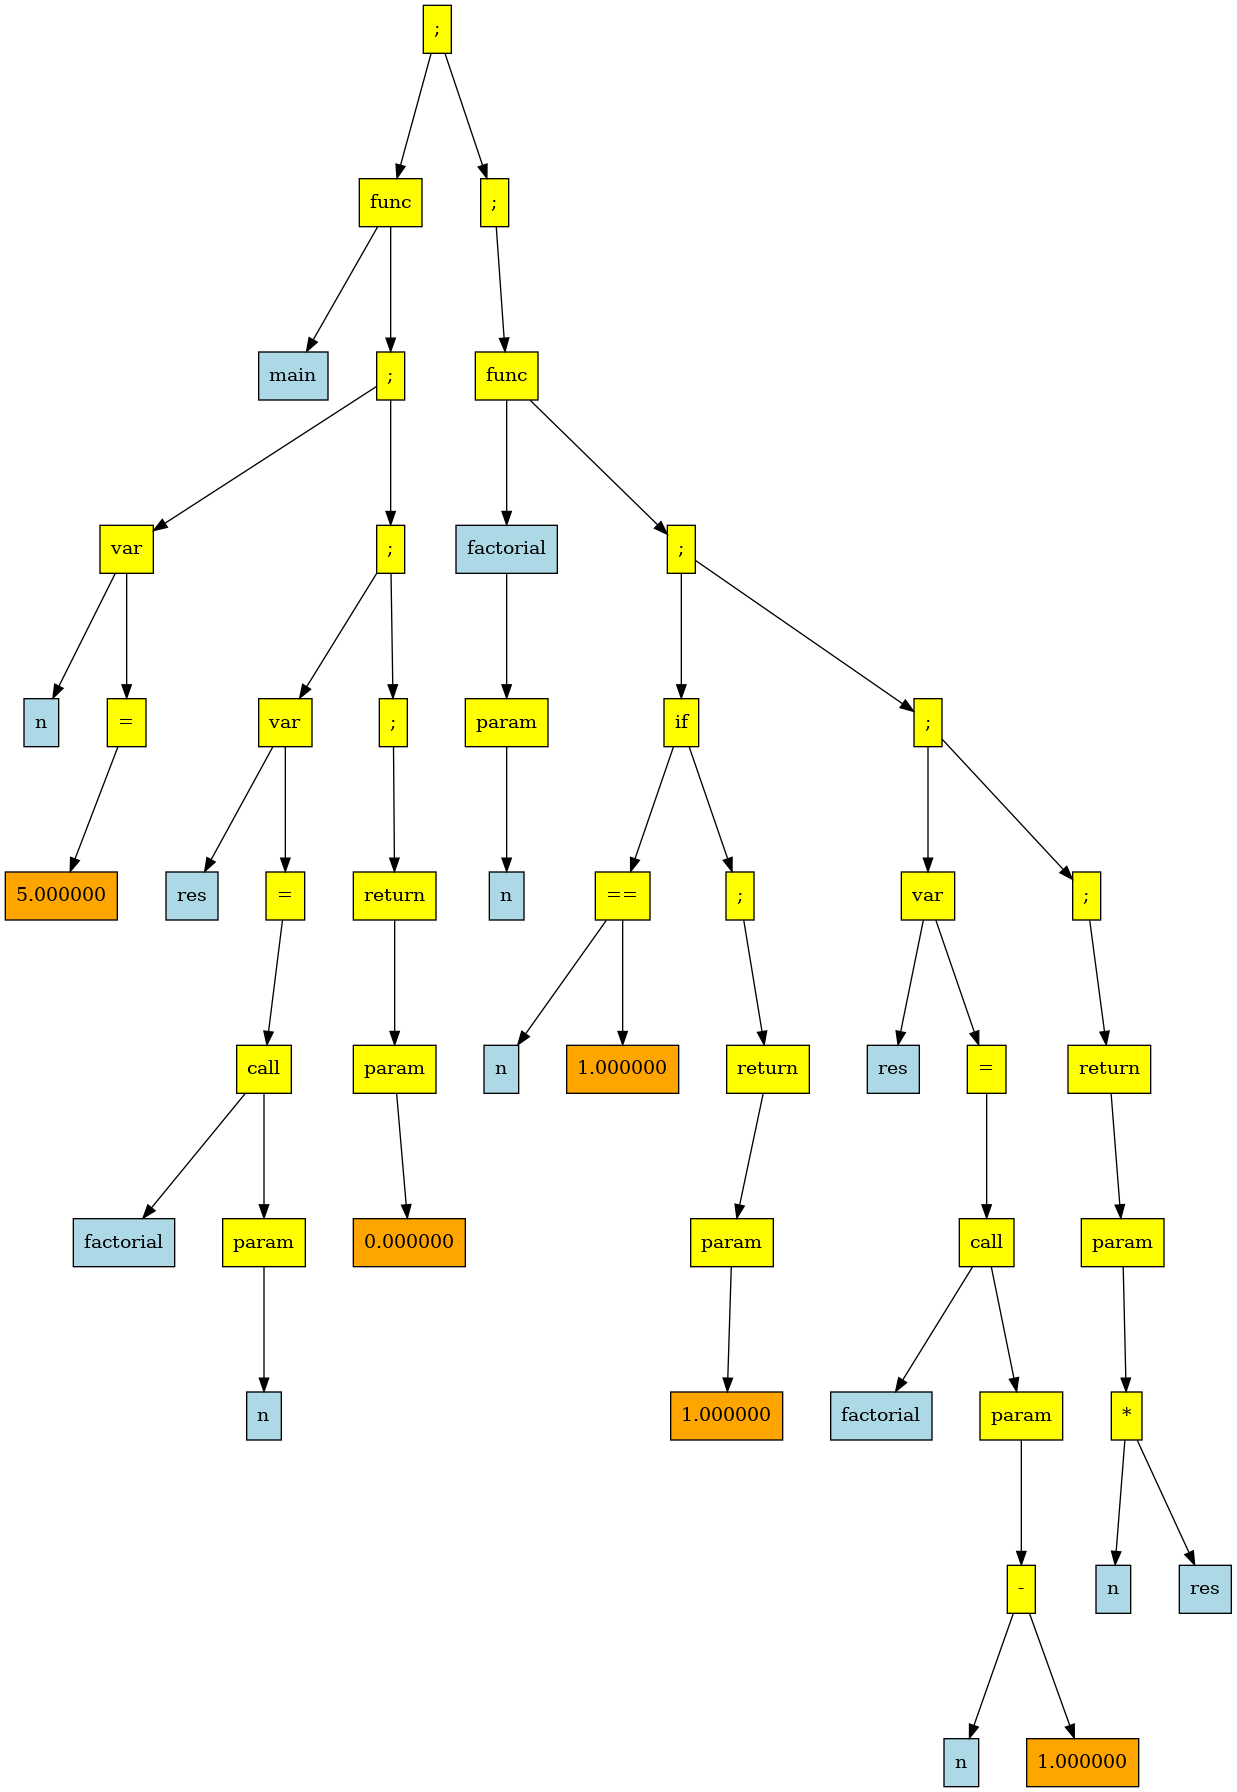 ;
func ;
main ; func
var ; factorial ;
n = var ; param if ;
5.000000 res = return n == ; var ;
call param n 1.000000 return res = return
factorial param 0.000000 param call param
n 1.000000 factorial param *
- n res
n 1.000000